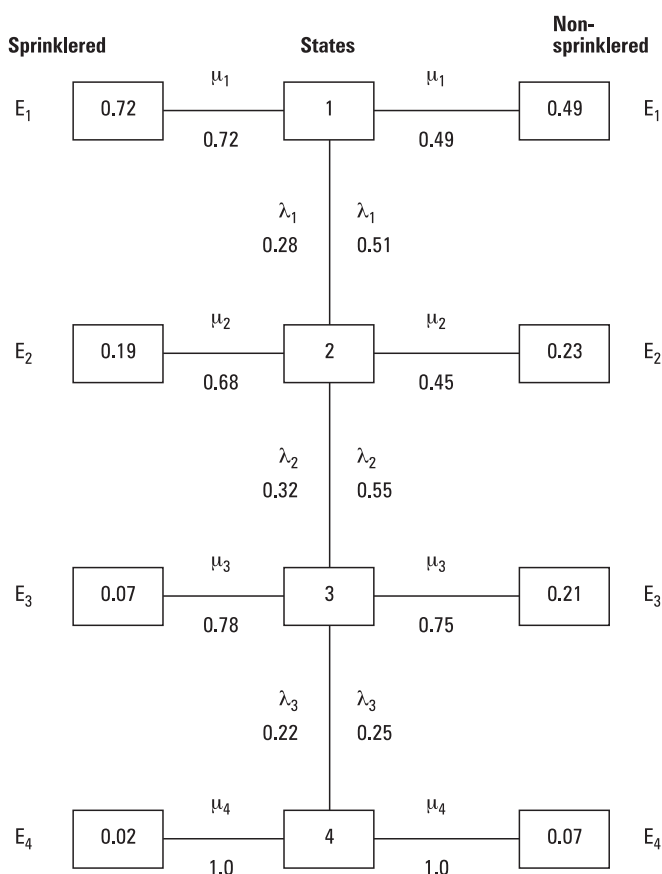 Sprinklered States Non-
sprinklered
μ1 μ1
E1 0.72 1 0.49 E1
0.72 0.49
λ1 λ1
0.28 0.51
μ2 μ2
E2 0.19 2 0.23 E2
0.68 0.45
λ2 λ2
0.32 0.55
μ3 μ3
E3 0.07 3 0.21 E3
0.78 0.75
λ3 λ3
0.22 0.25
μ4 μ4
E4 0.02 4 0.07 E4
1.0 1.0